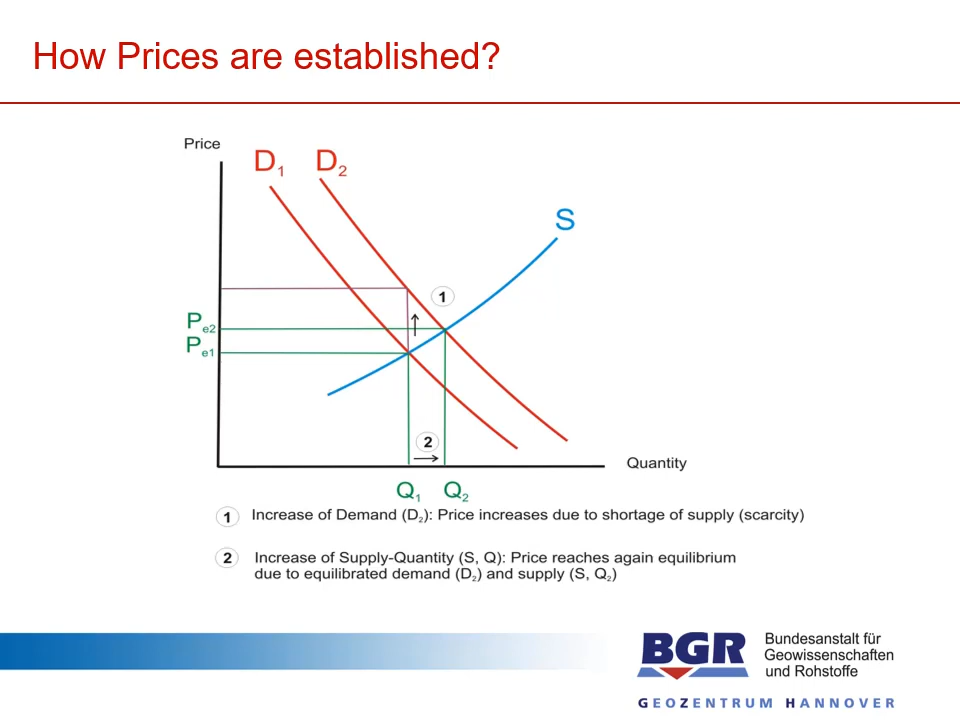 How Prices are established?
Price
D1
D2
S
1
Pe2
Pe1
2
Quantity
Q1
Q2
1 Increase of Demand (D2): Price increases due to shortage of supply (scarcity)
2 Increase of Supply-Quantity (S, Q): Price reaches again equilibrium
due to equilibrated demand (D2) and supply (S, Q2)
BGR
Bundesanstalt für
Geowissenschaften
und Rohstoffe
GEOZENTRUM HANNOVER